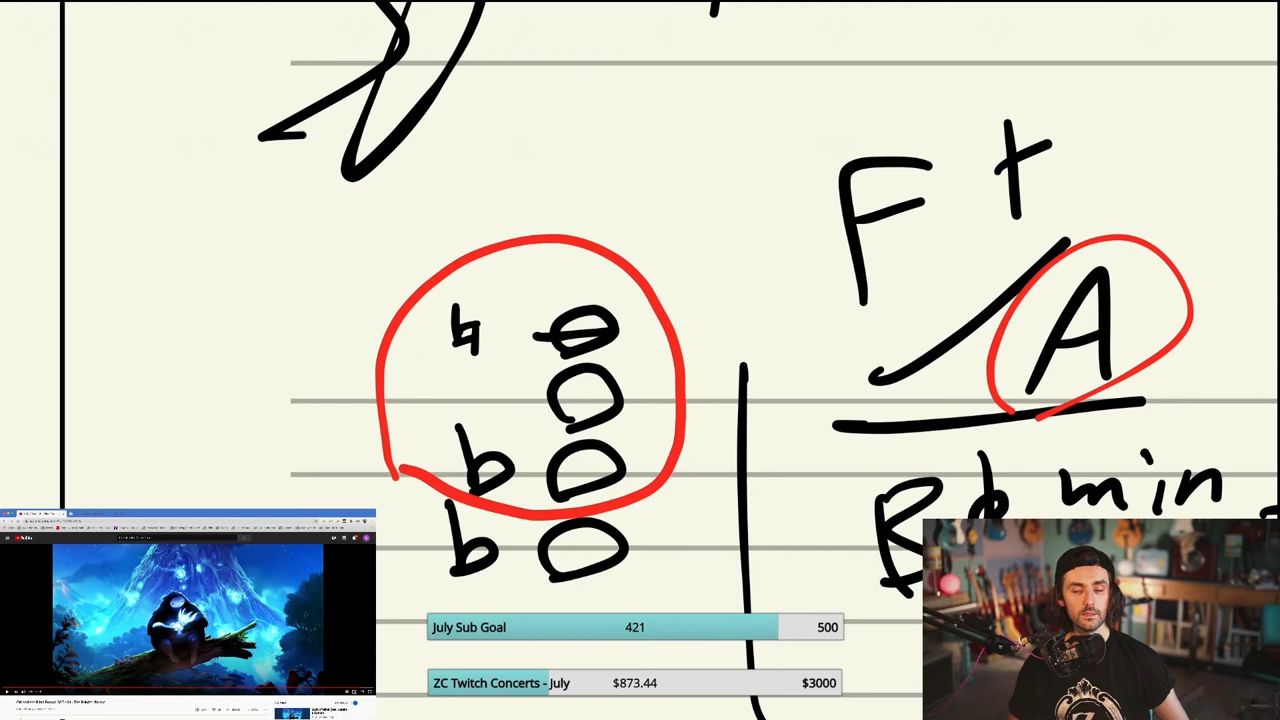 F +
A
♮
b
b
Bb min
July Sub Goal 421 500
ZC Twitch Concerts - July $873.44 $3000